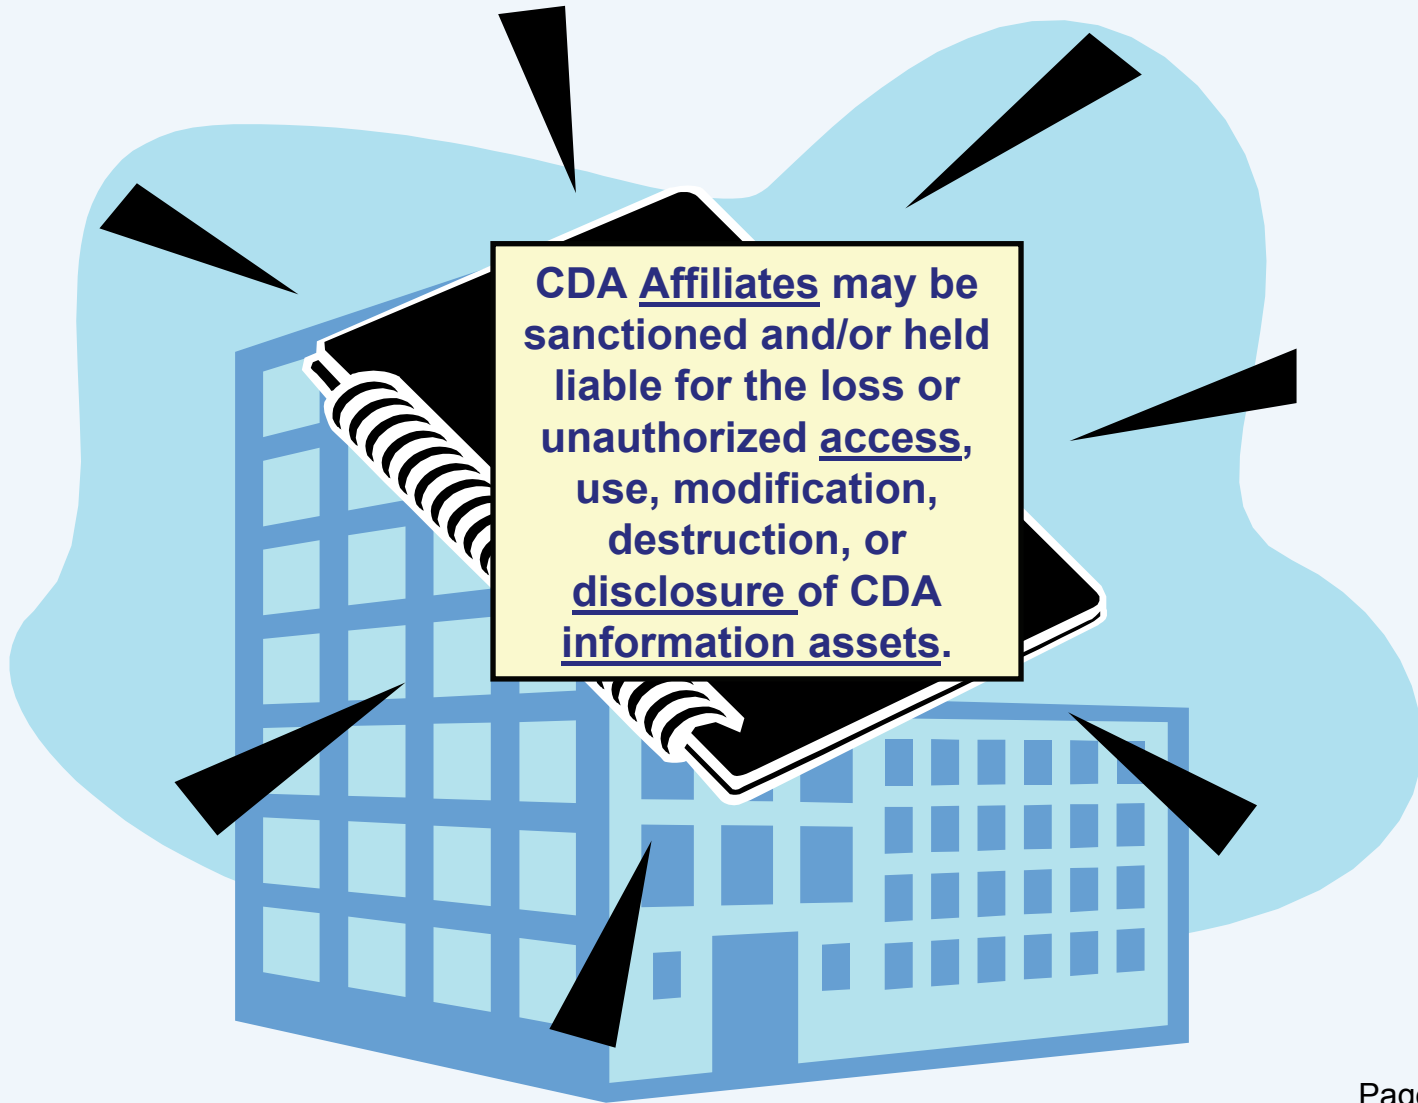 CDA Affiliates may be
sanctioned and/or held
liable for the loss or
unauthorized access,
use, modification,
destruction, or
disclosure of CDA
information assets.
Page